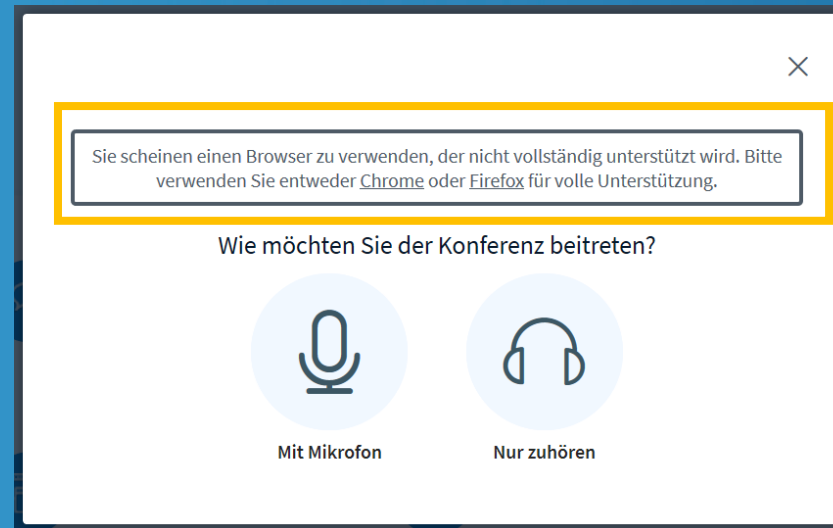 Sie scheinen einen Browser zu verwenden, der nicht vollständig unterstützt wird. Bitte
verwenden Sie entweder Chrome oder Firefox für volle Unterstützung.
Wie möchten Sie der Konferenz beitreten?
Mit Mikrofon
Nur zuhören